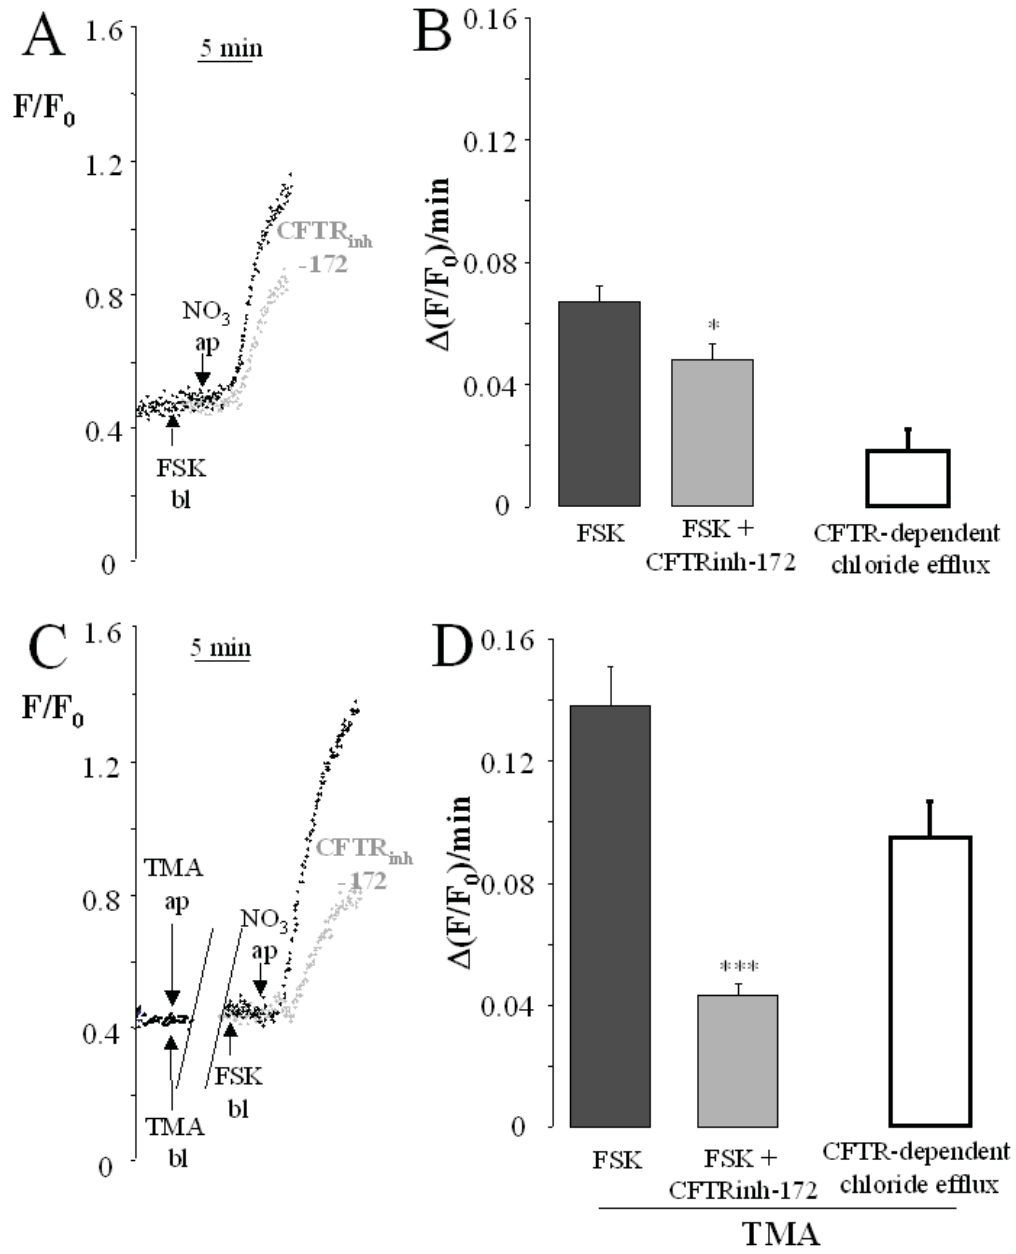 A
1.6
5 min
F/F0
1.2
CFTRinh
-172
0.8
NO3
ap
0.4
FSK
bl
0
B
0.16
0.12
Δ(F/F0)/min
0.08
*
0.04
0
FSK
FSK +
CFTRinh-172
CFTR-dependent
chloride efflux
C
1.6
5 min
F/F0
1.2
CFTRinh
-172
TMA
ap
0.8
NO3
ap
0.4
FSK
bl
TMA
bl
0
D
0.16
0.12
Δ(F/F0)/min
0.08
***
0.04
0
FSK
FSK +
CFTRinh-172
CFTR-dependent
chloride efflux
TMA